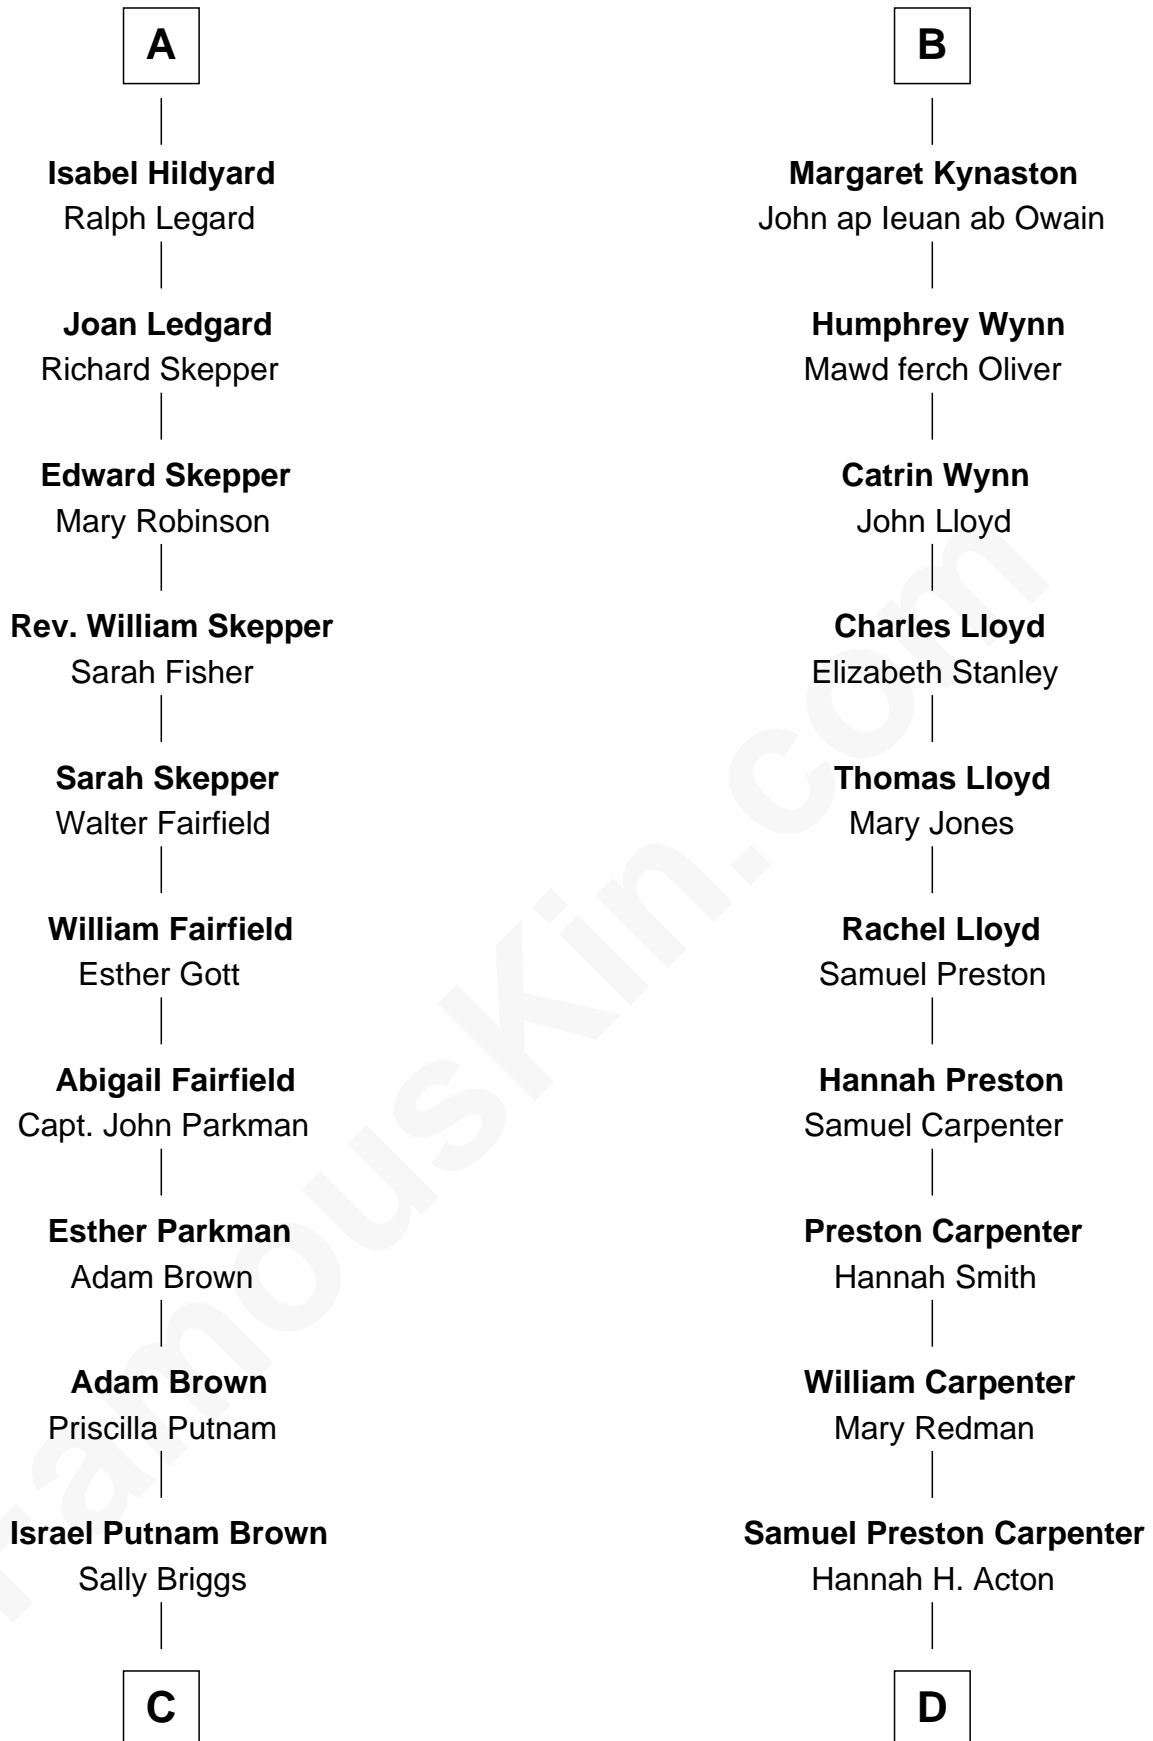 A
Isabel Hildyard
Ralph Legard
Joan Ledgard
Richard Skepper
Edward Skepper
Mary Robinson
Rev. William Skepper
Sarah Fisher
Sarah Skepper
Walter Fairfield
William Fairfield
Esther Gott
Abigail Fairfield
Capt. John Parkman
Esther Parkman
Adam Brown
Adam Brown
Priscilla Putnam
Israel Putnam Brown
Sally Briggs
C
B
Margaret Kynaston
John ap Ieuan ab Owain
Humphrey Wynn
Mawd ferch Oliver
Catrin Wynn
John Lloyd
Charles Lloyd
Elizabeth Stanley
Thomas Lloyd
Mary Jones
Rachel Lloyd
Samuel Preston
Hannah Preston
Samuel Carpenter
Preston Carpenter
Hannah Smith
William Carpenter
Mary Redman
Samuel Preston Carpenter
Hannah H. Acton
D
FamousKin.com